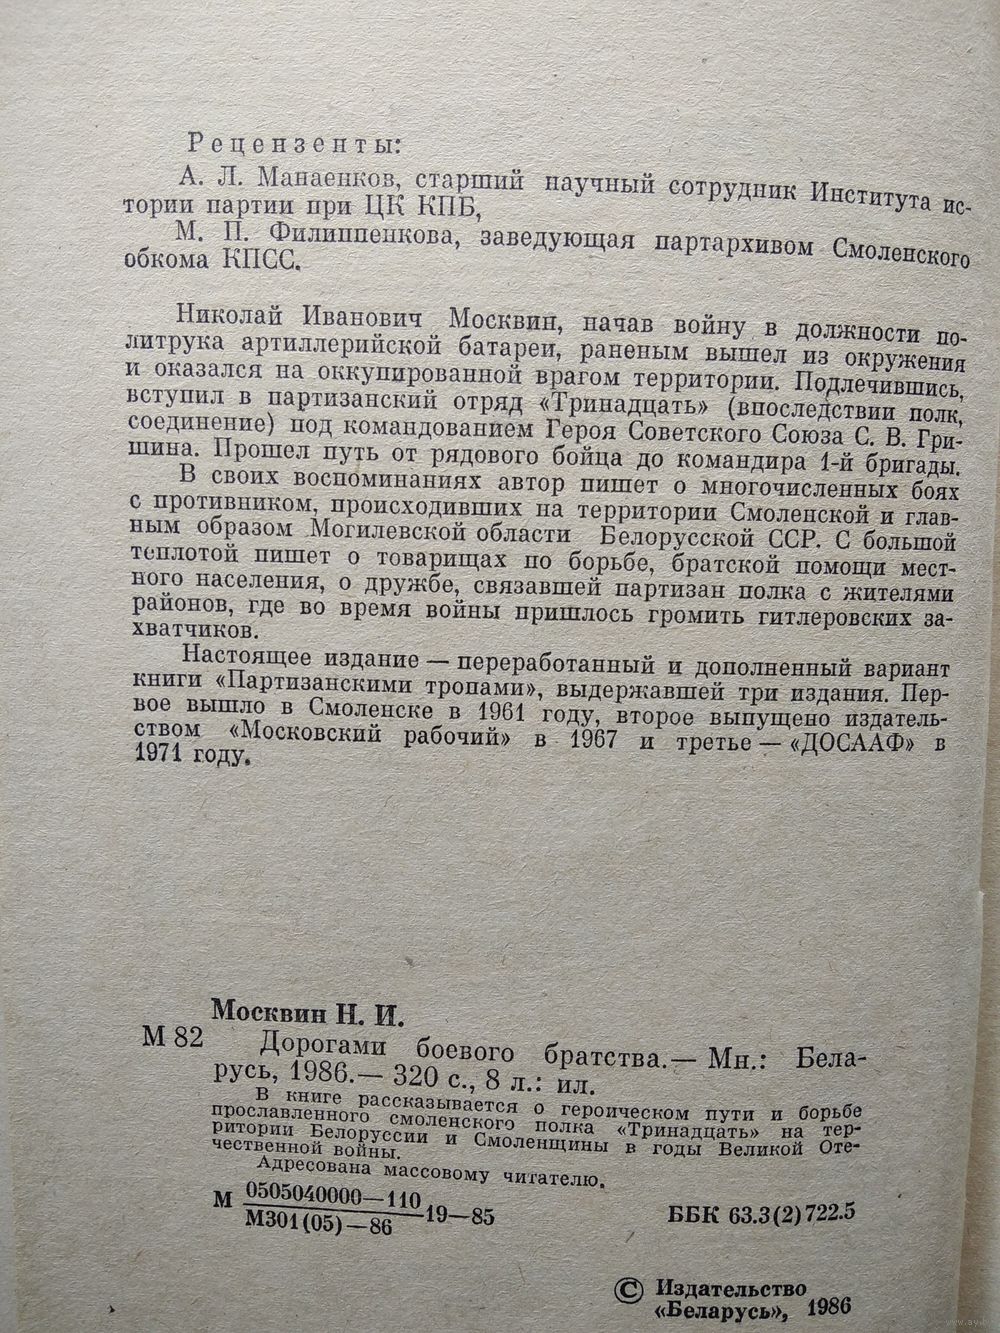 Рецензенты:
А. Л. Манаенков, старший научный сотрудник Института ис-
тории партии при ЦК КПБ,
М. П. Филиппенкова, заведующая партархивом Смоленского
обкома КПСС.
Николай Иванович Москвин, начав войну в должности по-
литрука артиллерийской батареи, раненым вышел из окружения
и оказался на оккупированной врагом территории. Подлечившись,
вступил в партизанский отряд «Тринадцать» (впоследствии полк,
соединение) под командованием Героя Советского Союза С. В. Гри-
шина. Прошел путь от рядового бойца до командира 1-й бригады.
В своих воспоминаниях автор пишет о многочисленных боях
с противником, происходивших на территории Смоленской и глав-
ным образом Могилевской области Белорусской ССР. С большой
теплотой пишет о товарищах по борьбе, братской помощи мест-
ного населения, о дружбе, связавшей партизан полка с жителями
районов, где во время войны пришлось громить гитлеровских за-
хватчиков.
Настоящее издание — переработанный и дополненный вариант
книги «Партизанскими тропами», выдержавшей три издания. Пер-
вое вышло в Смоленске в 1961 году, второе выпущено издатель-
ством «Московский рабочий» в 1967 и третье — «ДОСААФ» в
1971 году.
Москвин Н. И.
М 82 Дорогами боевого братства.— Мн.: Бела-
русь, 1986.— 320 с., 8 л.: ил.
В книге рассказывается о героическом пути и борьбе
прославленного смоленского полка «Тринадцать» на тер-
ритории Белоруссии и Смоленщины в годы Великой Оте-
чественной войны.
Адресована массовому читателю.
М 0505040000—110 19—85
М301(05)—86
ББК 63.3(2)722.5
© Издательство
«Беларусь», 1986